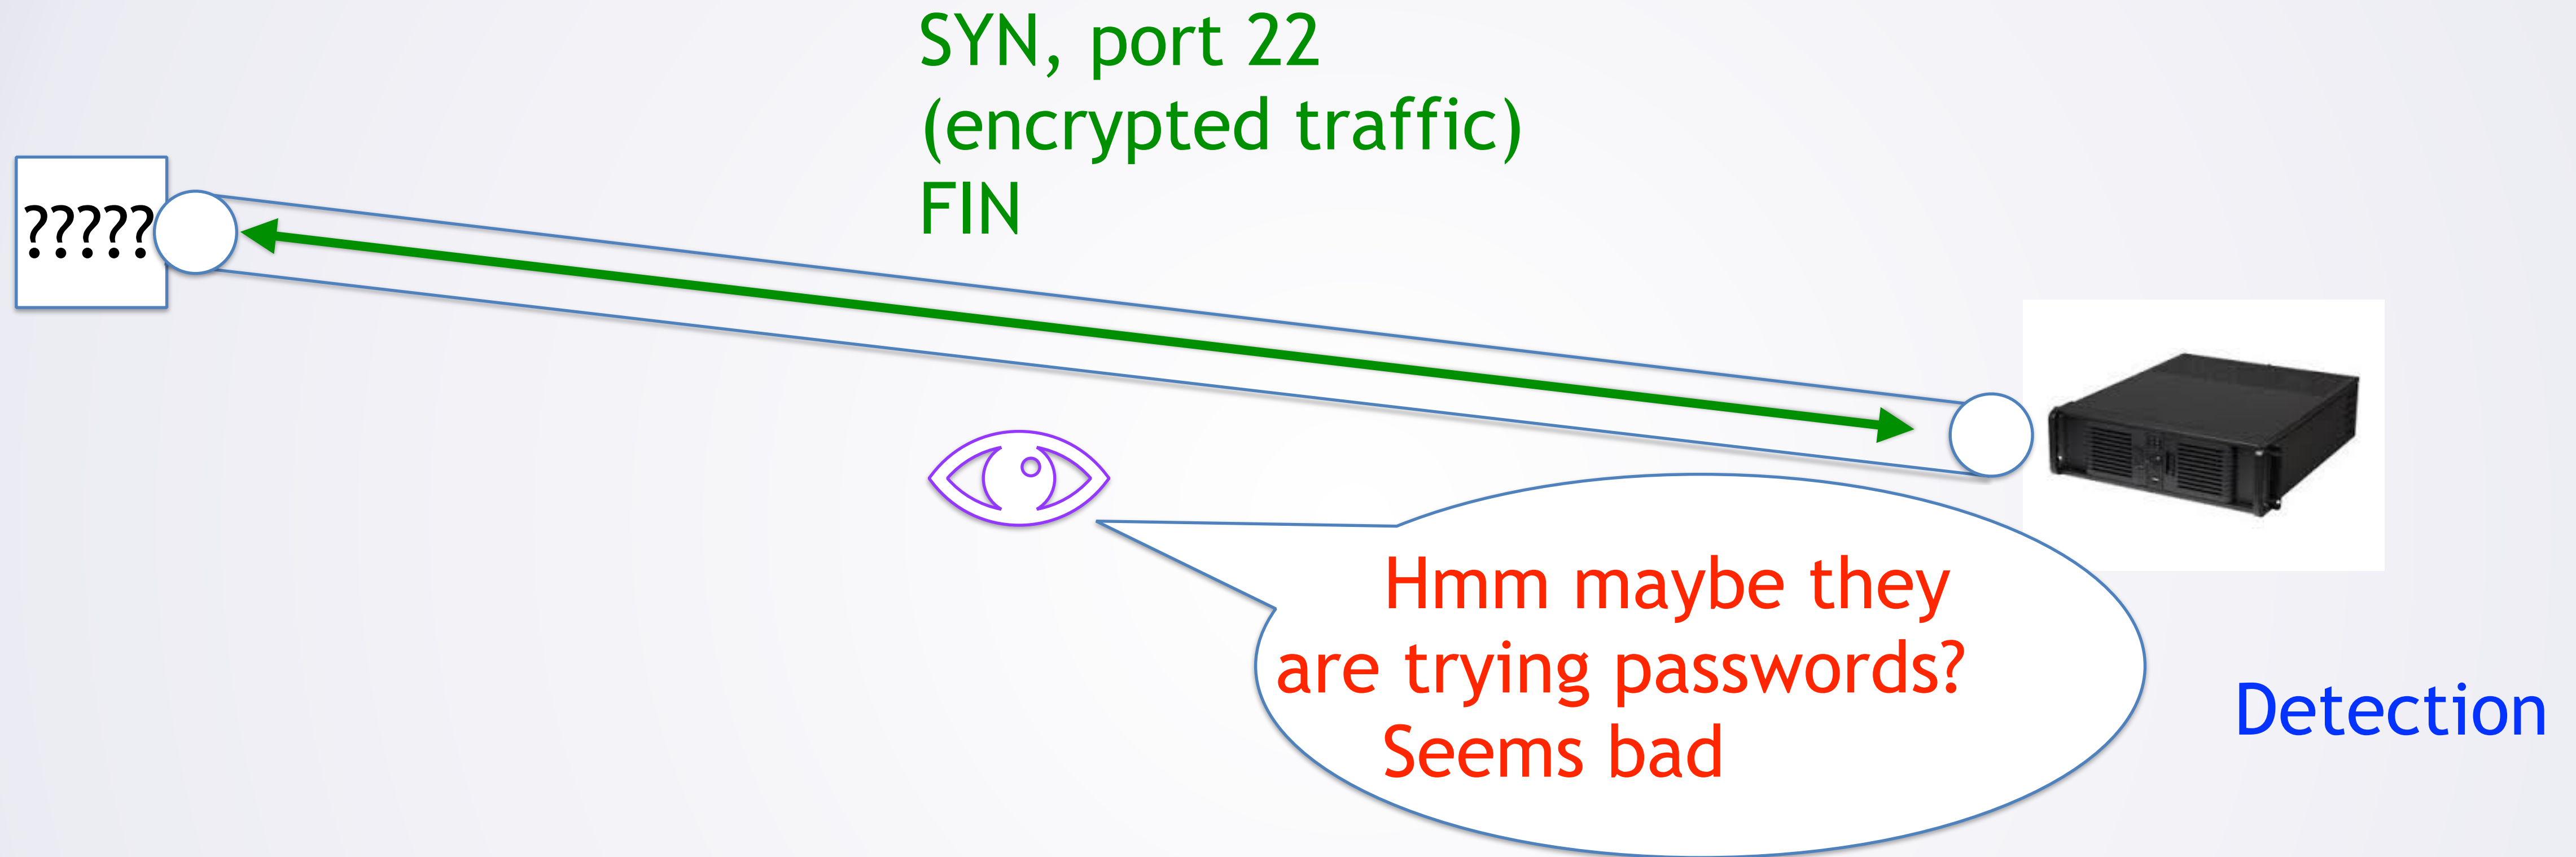 SYN, port 22
(encrypted traffic)
FIN
?????
Hmm maybe they
are trying passwords?
Seems bad
Detection